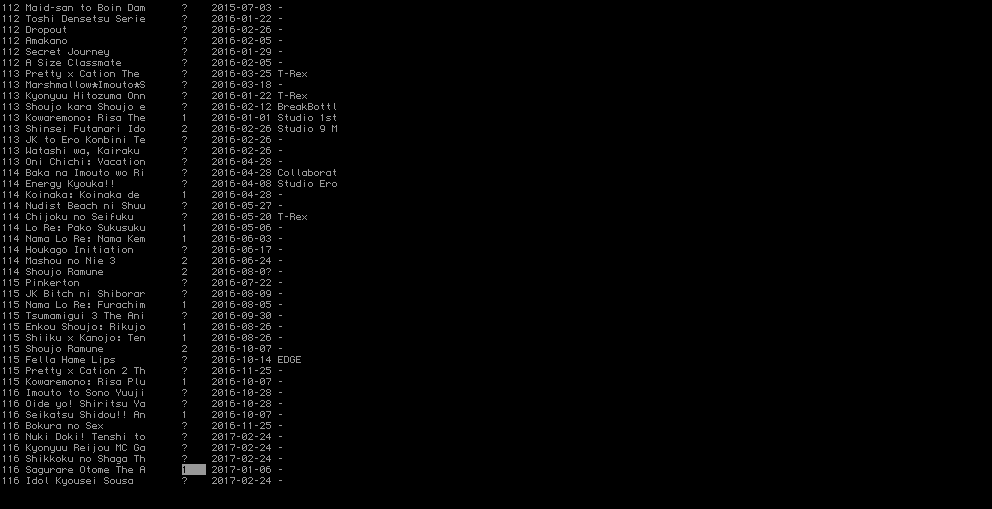 112 Maid-san to Boin Dam ? 2015-07-03 -
112 Toshi Densetsu Serie ? 2016-01-22 -
112 Dropout ? 2016-02-26 -
112 Amakano ? 2016-02-05 -
112 Secret Journey ? 2016-01-29 -
112 A Size Classmate ? 2016-02-05 -
113 Pretty x Cation The ? 2016-03-25 T-Rex
113 Marshmallow*Imouto*S ? 2016-03-18 -
113 Kyonyuu Hitozuma Onn ? 2016-01-22 T-Rex
113 Shoujo kara Shoujo e ? 2016-02-12 BreakBottl
113 Kowaremono: Risa The 1 2016-01-01 Studio 1st
113 Shinsei Futanari Ido 2 2016-02-26 Studio 9 M
113 JK to Ero Konbini Te ? 2016-02-26 -
113 Watashi wa, Kairaku ? 2016-02-26 -
113 Oni Chichi: Vacation ? 2016-04-28 -
114 Baka na Imouto wo Ri ? 2016-04-28 Collaborat
114 Energy Kyouka!! ? 2016-04-08 Studio Ero
114 Koinaka: Koinaka de 1 2016-04-28 -
114 Nudist Beach ni Shuu ? 2016-05-27 -
114 Chijoku no Seifuku ? 2016-05-20 T-Rex
114 Lo Re: Pako Sukusuku 1 2016-05-06 -
114 Nama Lo Re: Nama Kem 1 2016-06-03 -
114 Houkago Initiation ? 2016-06-17 -
114 Mashou no Nie 3 2 2016-06-24 -
114 Shoujo Ramune 2 2016-08-0? -
115 Pinkerton ? 2016-07-22 -
115 JK Bitch ni Shiborar ? 2016-08-09 -
115 Nama Lo Re: Furachim 1 2016-08-05 -
115 Tsumamigui 3 The Ani ? 2016-09-30 -
115 Enkou Shoujo: Rikujo 1 2016-08-26 -
115 Shiiku x Kanojo: Ten 1 2016-08-26 -
115 Shoujo Ramune 2 2016-10-07 -
115 Fella Hame Lips ? 2016-10-14 EDGE
115 Pretty x Cation 2 Th ? 2016-11-25 -
115 Kowaremono: Risa Plu 1 2016-10-07 -
116 Imouto to Sono Yuuji ? 2016-10-28 -
116 Oide yo! Shiritsu Ya ? 2016-10-28 -
116 Seikatsu Shidou!! An 1 2016-10-07 -
116 Bokura no Sex ? 2016-11-25 -
116 Nuki Doki! Tenshi to ? 2017-02-24 -
116 Kyonyuu Reijou MC Ga ? 2017-02-24 -
116 Shikkoku no Shaga Th ? 2017-02-24 -
116 Sagurare Otome The A 1 2017-01-06 -
116 Idol Kyousei Sousa ? 2017-02-24 -